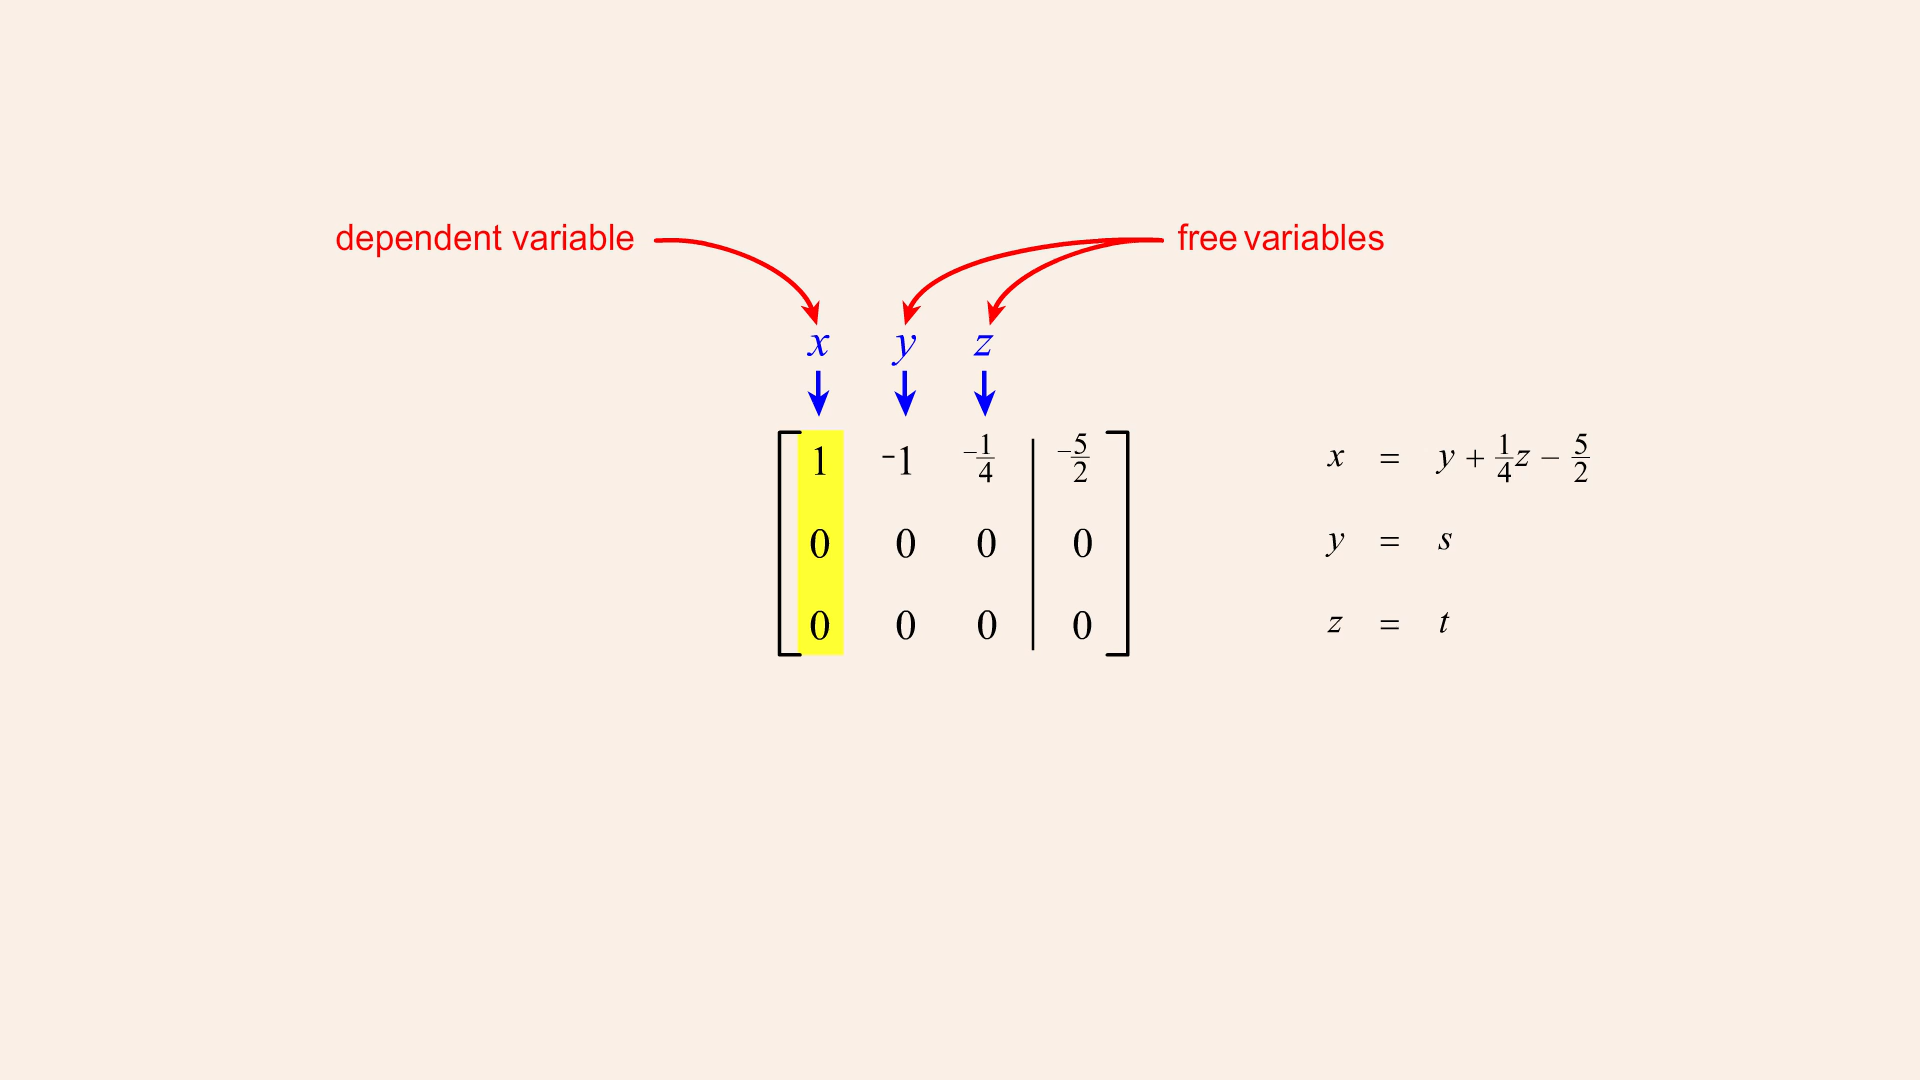 dependent variable free variables
x y z
1 -1 -1/4 | -5/2 x = y + 1/4 z − 5/2
0 0 0 | 0 y = s
0 0 0 | 0 z = t